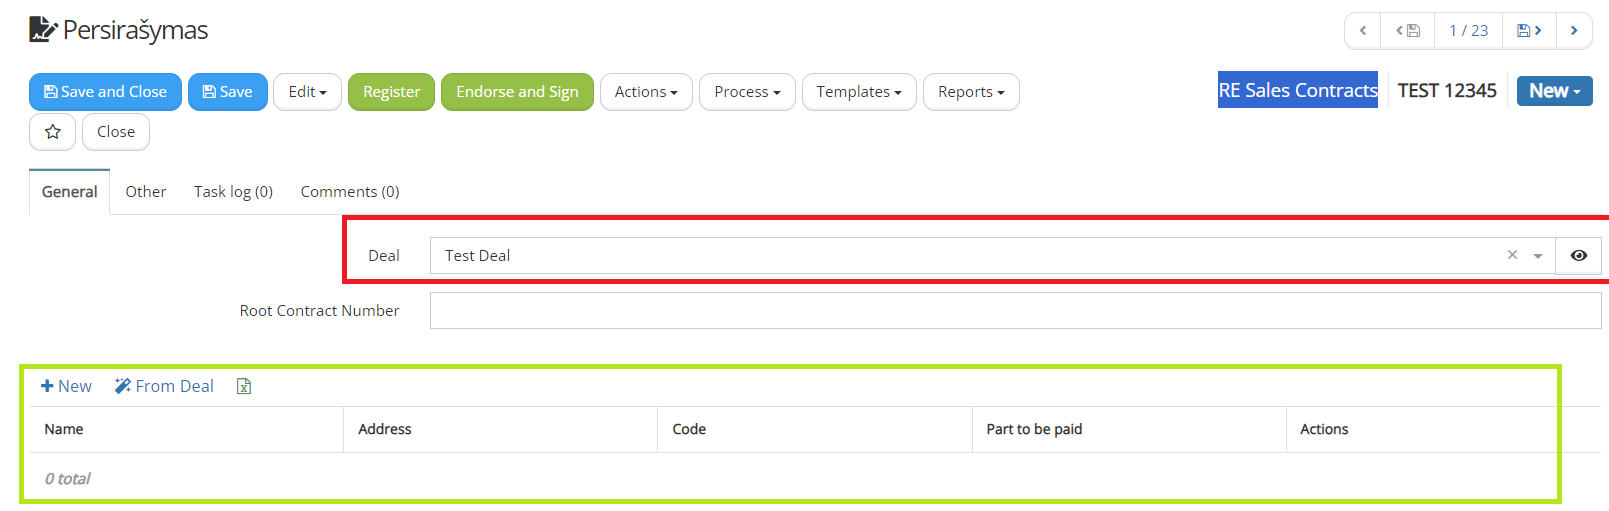 Persirašymas
1 / 23
Save and Close Save Edit Register Endorse and Sign Actions Process Templates Reports
RE Sales Contracts TEST 12345 New
Close
General Other Task log (0) Comments (0)
Deal Test Deal
Root Contract Number
New From Deal
Name Address Code Part to be paid Actions
0 total